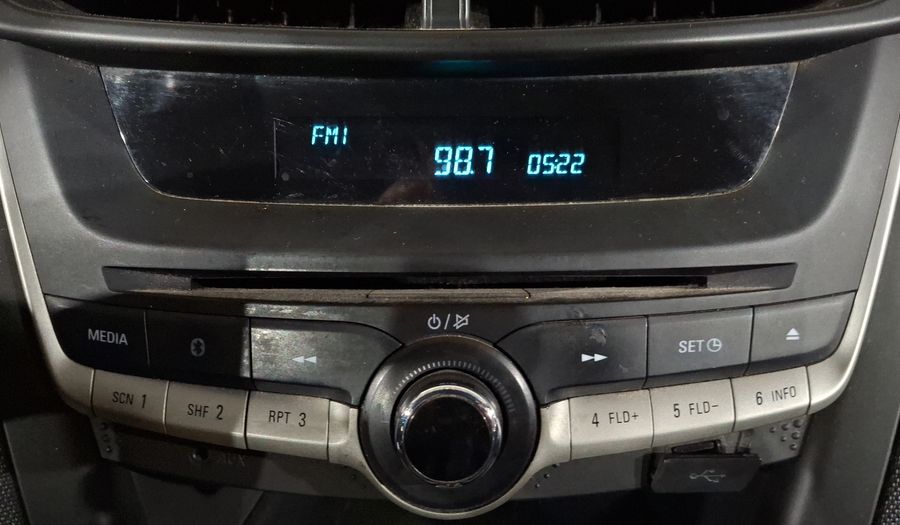 FM1
98.7 05:22
MEDIA SET
SCN 1 SHF 2 RPT 3 4 FLD+ 5 FLD- 6 INFO